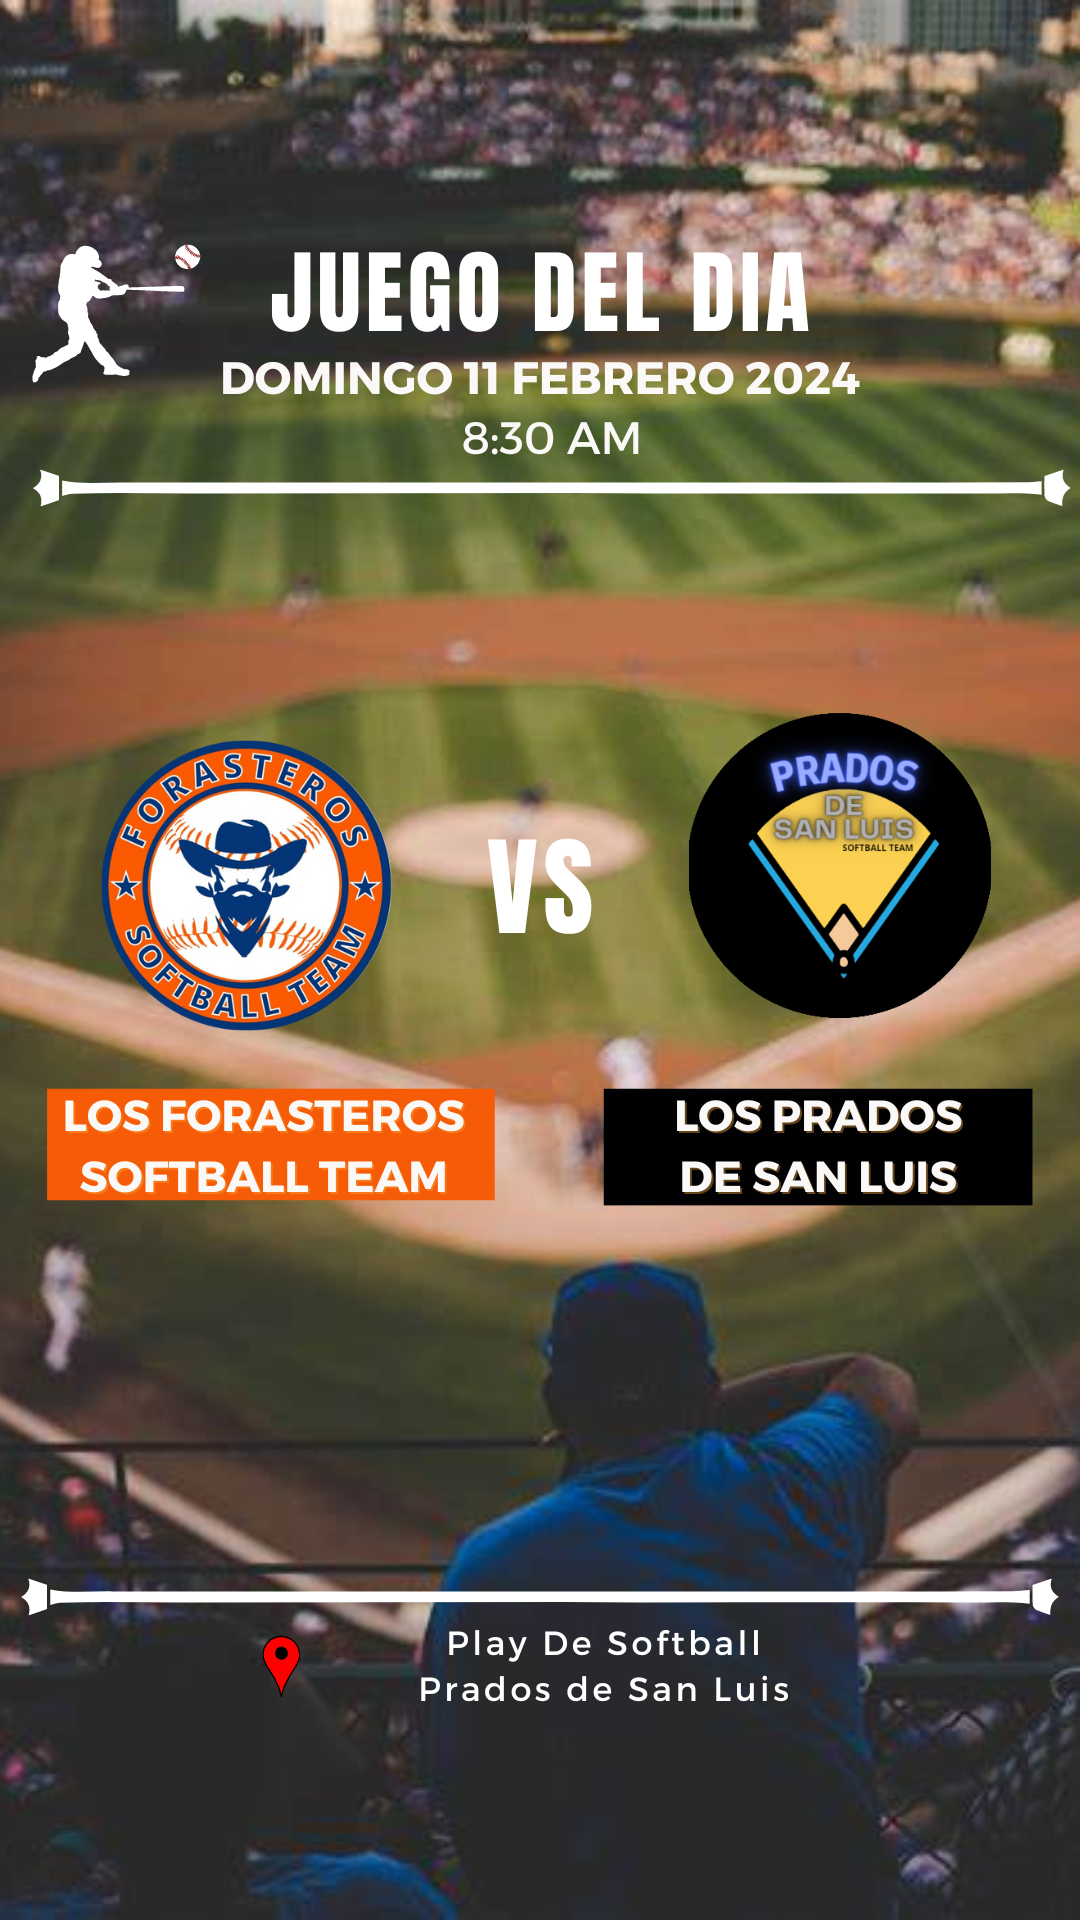 JUEGO DEL DIA
DOMINGO 11 FEBRERO 2024
8:30 AM
FORASTEROS
SOFTBALL TEAM
VS
PRADOS
DE
SAN LUIS
SOFTBALL TEAM
LOS FORASTEROS
SOFTBALL TEAM
LOS PRADOS
DE SAN LUIS
Play De Softball
Prados de San Luis